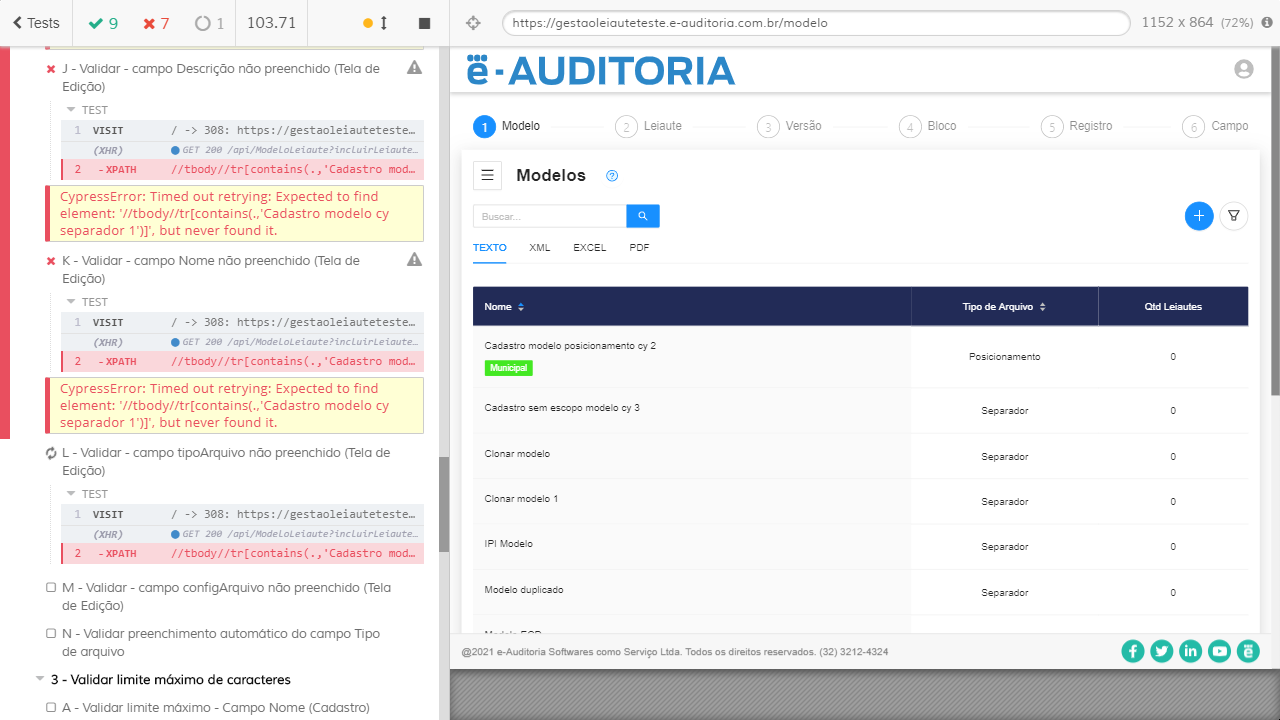 Tests
9
7
1
103.71
https://gestaoleiauteteste.e-auditoria.com.br/modelo
1152 x 864 (72%)
J - Validar - campo Descrição não preenchido (Tela de
Edição)
TEST
1 VISIT / -> 308: https://gestaoleiauteteste...
(XHR) GET 200 /api/ModeloLeiaute?incluirLeiaute...
2 -XPATH //tbody//tr[contains(.,'Cadastro mod...
CypressError: Timed out retrying: Expected to find
element: '//tbody//tr[contains(.,'Cadastro modelo cy
separador 1')]', but never found it.
K - Validar - campo Nome não preenchido (Tela de
Edição)
TEST
1 VISIT / -> 308: https://gestaoleiauteteste...
(XHR) GET 200 /api/ModeloLeiaute?incluirLeiaute...
2 -XPATH //tbody//tr[contains(.,'Cadastro mod...
CypressError: Timed out retrying: Expected to find
element: '//tbody//tr[contains(.,'Cadastro modelo cy
separador 1')]', but never found it.
L - Validar - campo tipoArquivo não preenchido (Tela de
Edição)
TEST
1 VISIT / -> 308: https://gestaoleiauteteste...
(XHR) GET 200 /api/ModeloLeiaute?incluirLeiaute...
2 -XPATH //tbody//tr[contains(.,'Cadastro mod...
M - Validar - campo configArquivo não preenchido (Tela
de Edição)
N - Validar preenchimento automático do campo Tipo
de arquivo
3 - Validar limite máximo de caracteres
A - Validar limite máximo - Campo Nome (Cadastro)
ë-AUDITORIA
1 Modelo 2 Leiaute 3 Versão 4 Bloco 5 Registro 6 Campo
Modelos
Buscar...
TEXTO XML EXCEL PDF
Nome Tipo de Arquivo Qtd Leiautes
Cadastro modelo posicionamento cy 2 Posicionamento 0
Municipal
Cadastro sem escopo modelo cy 3 Separador 0
Clonar modelo Separador 0
Clonar modelo 1 Separador 0
IPI Modelo Separador 0
Modelo duplicado Separador 0
@2021 e-Auditoria Softwares como Serviço Ltda. Todos os direitos reservados. (32) 3212-4324